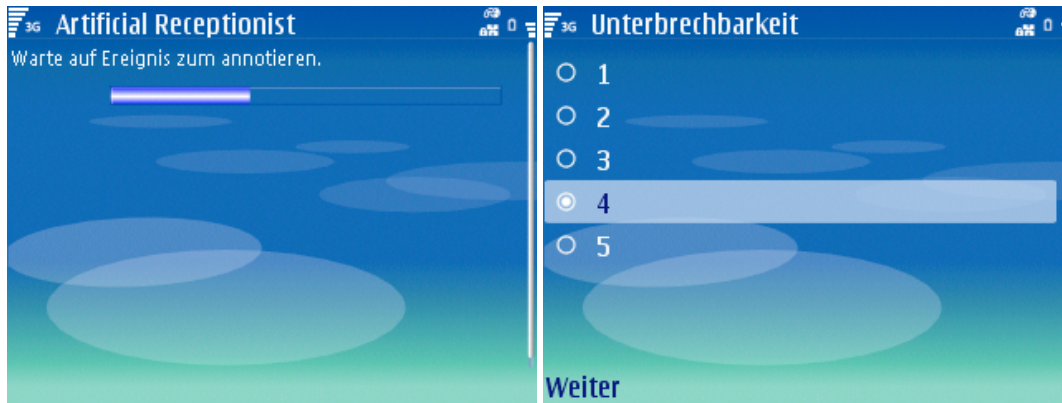 3G Artificial Receptionist
Warte auf Ereignis zum annotieren.
3G Unterbrechbarkeit
1
2
3
4
5
Weiter